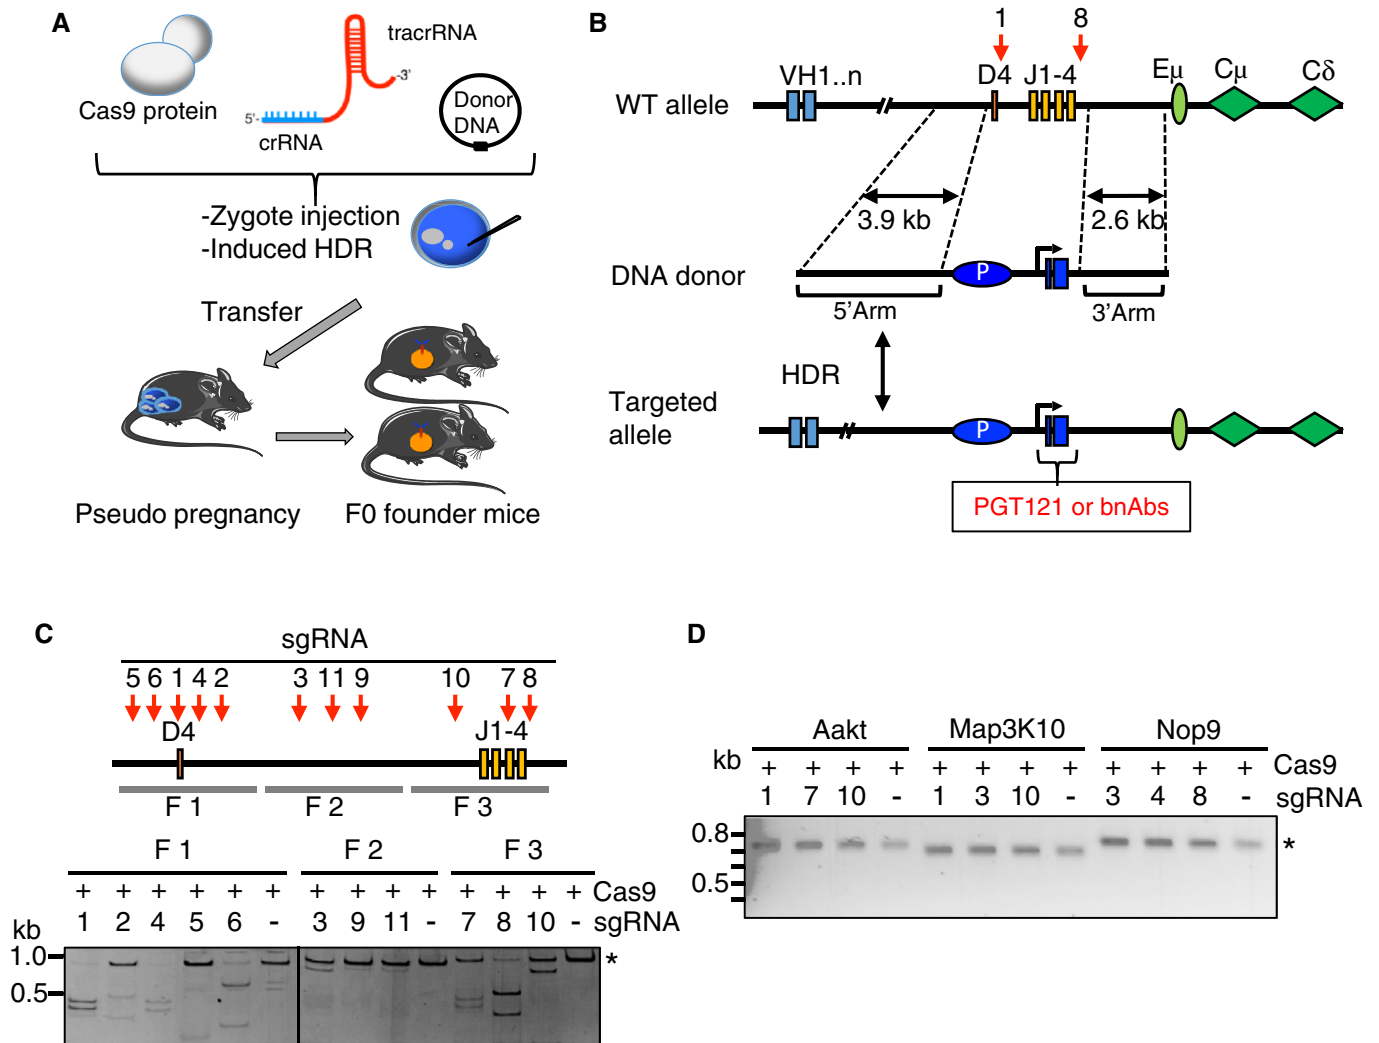 A
Cas9 protein
tracrRNA
-3'
5'-
crRNA
Donor
DNA
-Zygote injection
-Induced HDR
Transfer
Pseudo pregnancy
F0 founder mice
B
1
8
VH1..n
D4
J1-4
Eμ
Cμ
Cδ
WT allele
3.9 kb
2.6 kb
DNA donor
P
5'Arm
3'Arm
HDR
Targeted
allele
P
PGT121 or bnAbs
C
sgRNA
5 6 1 4 2 3 11 9 10 7 8
D4
J1-4
F 1 F 2 F 3
F 1 F 2 F 3
+ + + + + + + + + + + + + + Cas9
1 2 4 5 6 - 3 9 11 - 7 8 10 - sgRNA
kb
1.0
*
0.5
D
Aakt Map3K10 Nop9
kb + + + + + + + + + + + + Cas9
1 7 10 - 1 3 10 - 3 4 8 - sgRNA
0.8
*
0.5